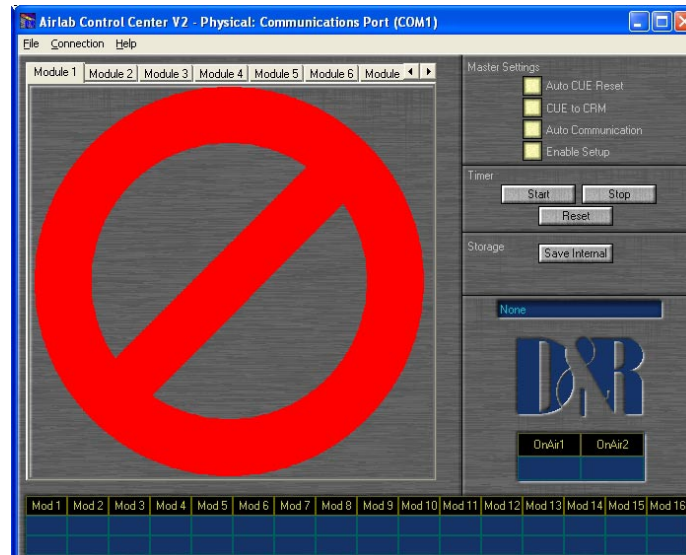 Airlab Control Center V2 - Physical: Communications Port (COM1)
File Connection Help
Module 1 Module 2 Module 3 Module 4 Module 5 Module 6 Module
Master Settings
Auto CUE Reset
CUE to CRM
Auto Communication
Enable Setup
Timer
Start Stop
Reset
Storage
Save Internal
None
D&R
OnAir1 OnAir2
Mod 1 Mod 2 Mod 3 Mod 4 Mod 5 Mod 6 Mod 7 Mod 8 Mod 9 Mod 10 Mod 11 Mod 12 Mod 13 Mod 14 Mod 15 Mod 16